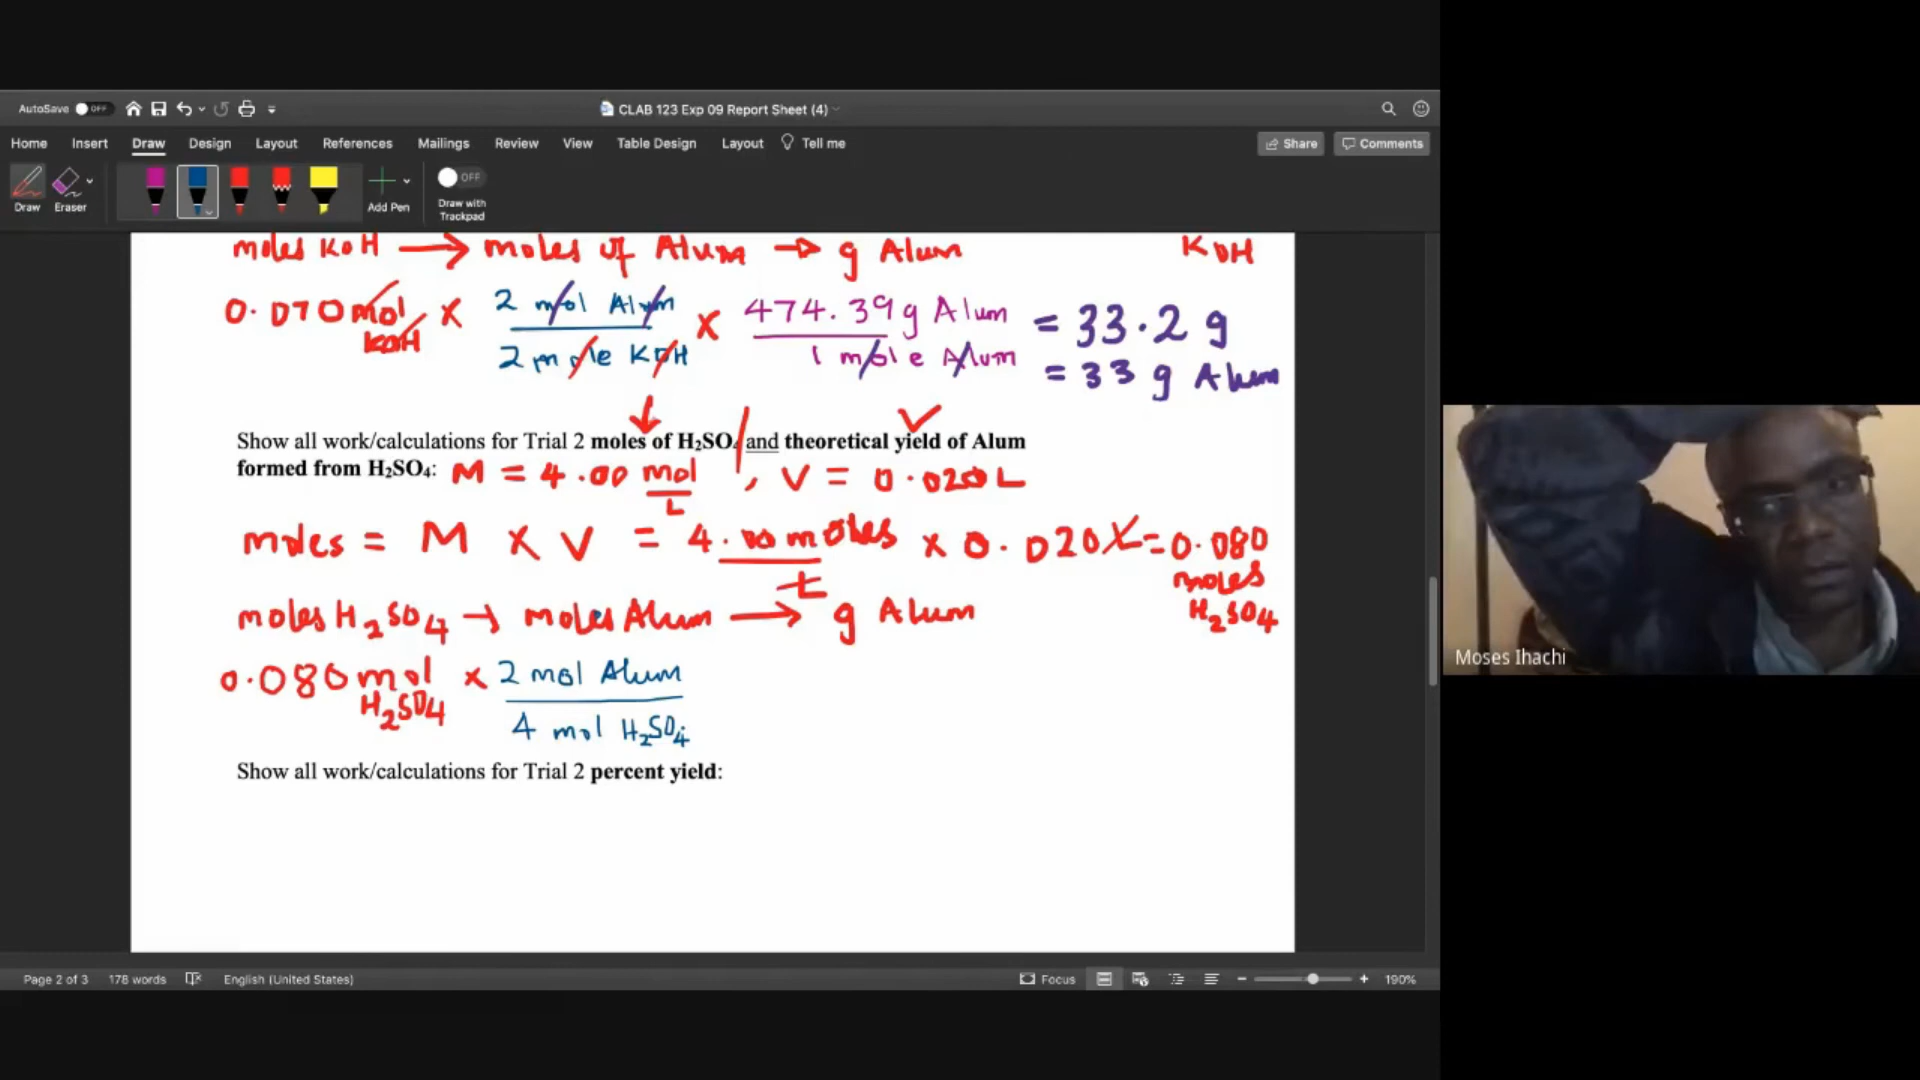 AutoSave OFF CLAB 123 Exp 09 Report Sheet (4)
Home Insert Draw Design Layout References Mailings Review View Table Design Layout Tell me Share Comments
Draw Eraser Add Pen OFF Draw with Trackpad
moles KOH → moles of Alum → g Alum KOH
0.070 mol KOH x 2 mol Alum / 2 mole KOH x 474.39 g Alum / 1 mole Alum = 33.2 g
= 33 g Alum
Show all work/calculations for Trial 2 moles of H₂SO₄ and theoretical yield of Alum
formed from H₂SO₄: M = 4.00 mol / L , V = 0.020 L
moles = M x V = 4.00 moles / L x 0.020 L = 0.080 moles H₂SO₄
moles H₂SO₄ → moles Alum → g Alum
0.080 mol H₂SO₄ x 2 mol Alum / 4 mol H₂SO₄
Show all work/calculations for Trial 2 percent yield:
Moses Ihachi
Page 2 of 3 178 words English (United States) Focus 190%